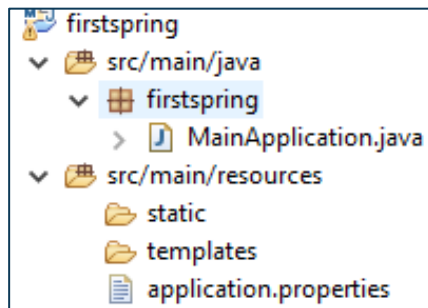 firstspring
src/main/java
firstspring
MainApplication.java
src/main/resources
static
templates
application.properties